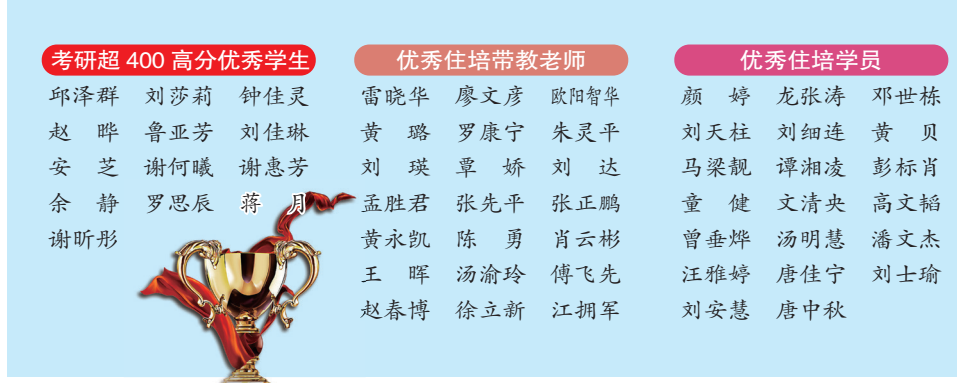 考研超 400 高分优秀学生
邱泽群 刘莎莉 钟佳灵
赵 晔 鲁亚芳 刘佳琳
安 芝 谢何曦 谢惠芳
余 静 罗思辰 蒋 月
谢昕彤
优秀住培带教老师
雷晓华 廖文彦 欧阳智华
黄 璐 罗康宁 朱灵平
刘 瑛 覃 娇 刘 达
孟胜君 张先平 张正鹏
黄永凯 陈 勇 肖云彬
王 晖 汤渝玲 傅飞先
赵春博 徐立新 江拥军
优秀住培学员
颜 婷 龙张涛 邓世栋
刘天柱 刘细连 黄 贝
马梁靓 谭湘凌 彭标肖
童 健 文清央 高文韬
曾垂烨 汤明慧 潘文杰
汪雅婷 唐佳宁 刘士瑜
刘安慧 唐中秋